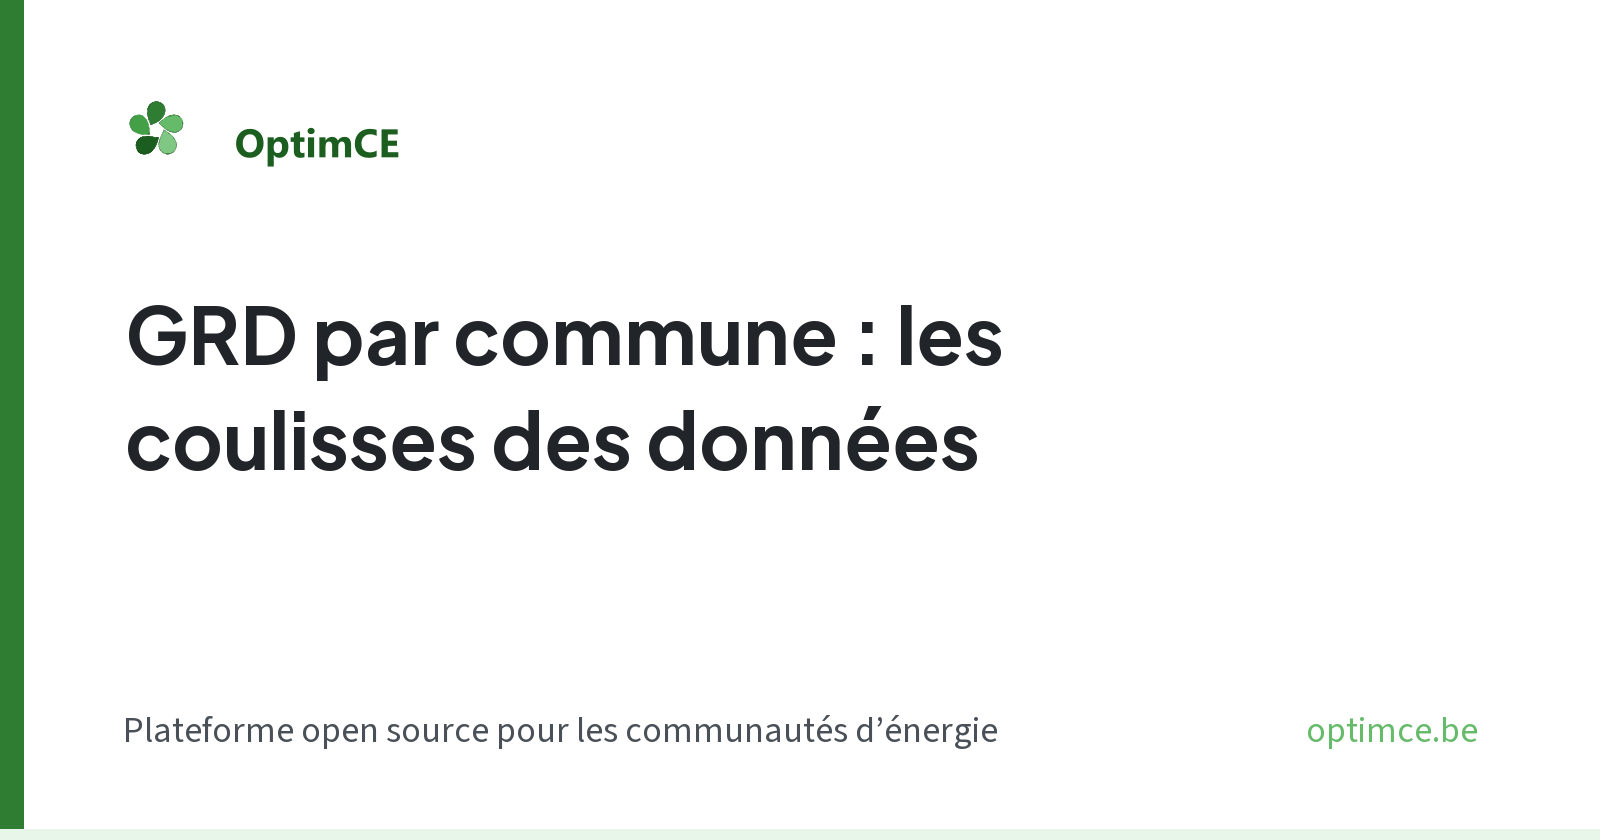 OptimCE
GRD par commune : les
coulisses des données
Plateforme open source pour les communautés d’énergie
optimce.be